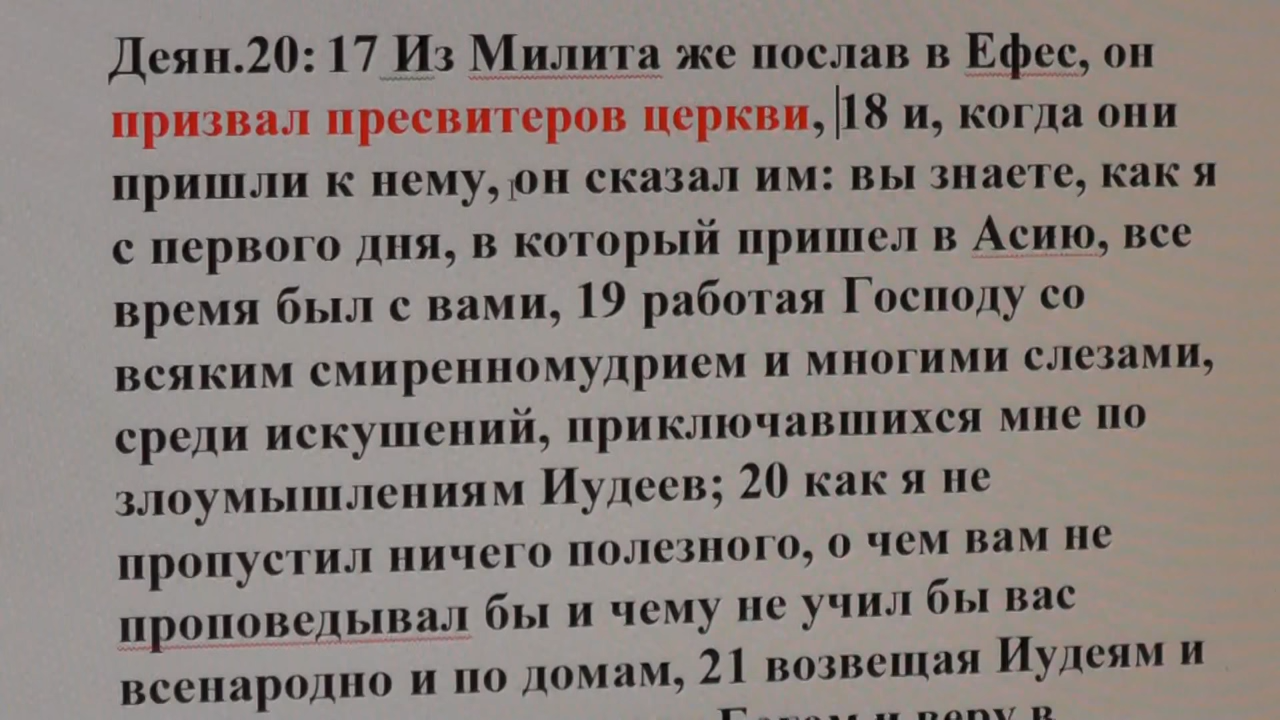 Деян.20: 17 Из Милита же послав в Ефес, он
призвал пресвитеров церкви, 18 и, когда они
пришли к нему, он сказал им: вы знаете, как я
с первого дня, в который пришел в Асию, все
время был с вами, 19 работая Господу со
всяким смиренномудрием и многими слезами,
среди искушений, приключавшихся мне по
злоумышлениям Иудеев; 20 как я не
пропустил ничего полезного, о чем вам не
проповедывал бы и чему не учил бы вас
всенародно и по домам, 21 возвещая Иудеям и
Богом и веру в